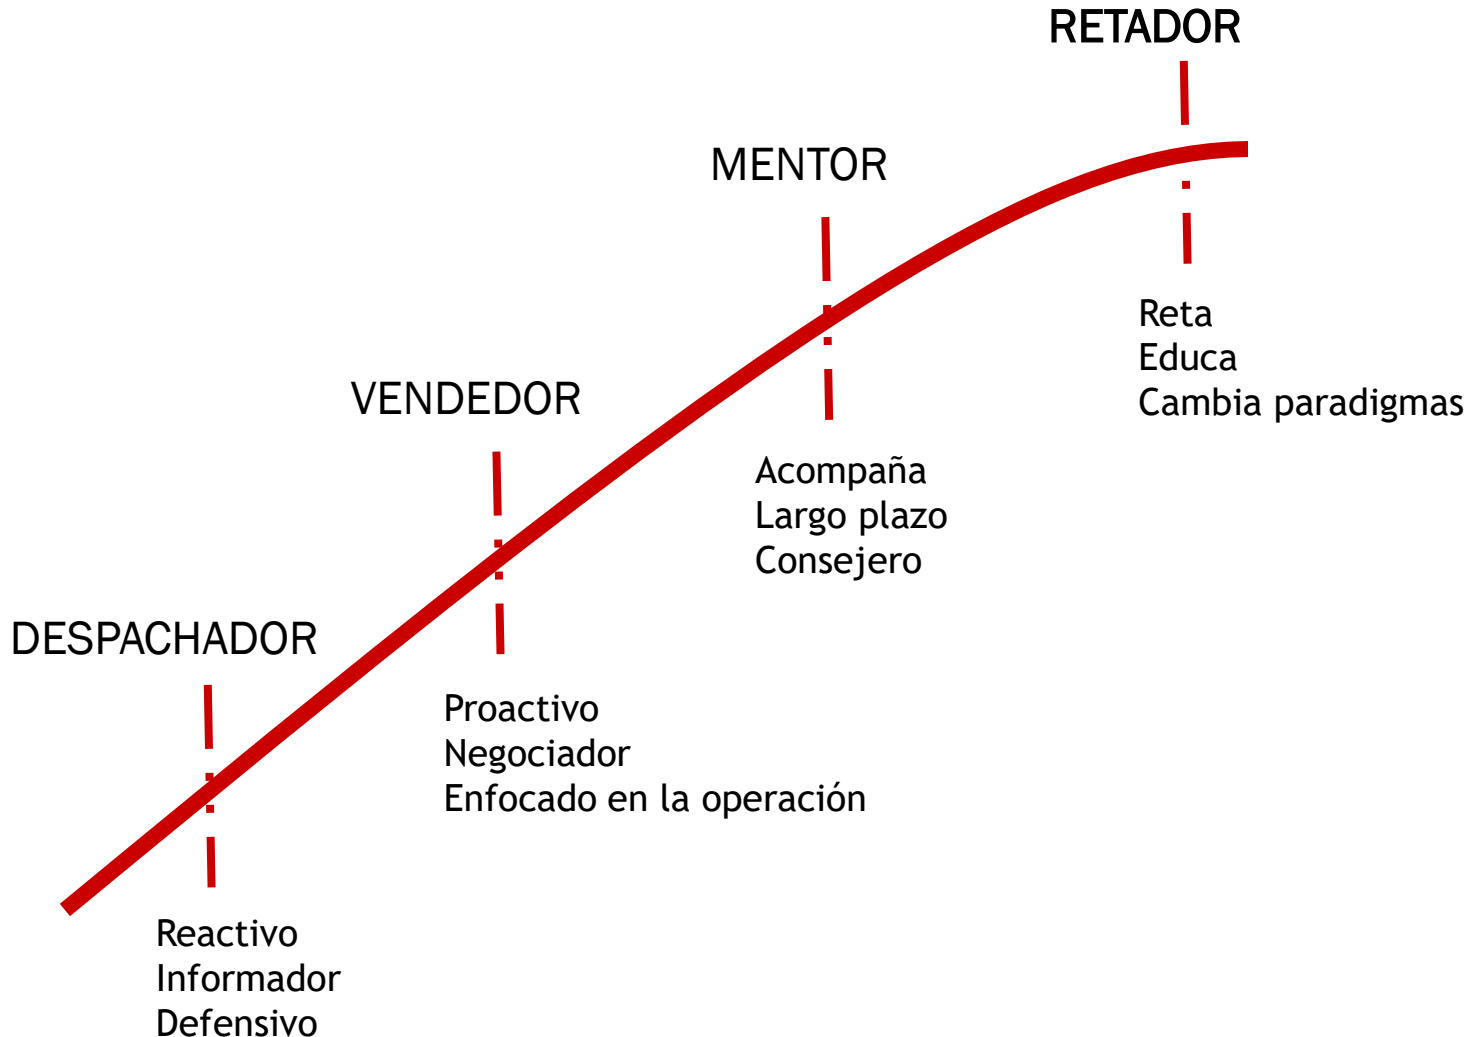 RETADOR
Reta
Educa
Cambia paradigmas
MENTOR
Acompaña
Largo plazo
Consejero
VENDEDOR
Proactivo
Negociador
Enfocado en la operación
DESPACHADOR
Reactivo
Informador
Defensivo